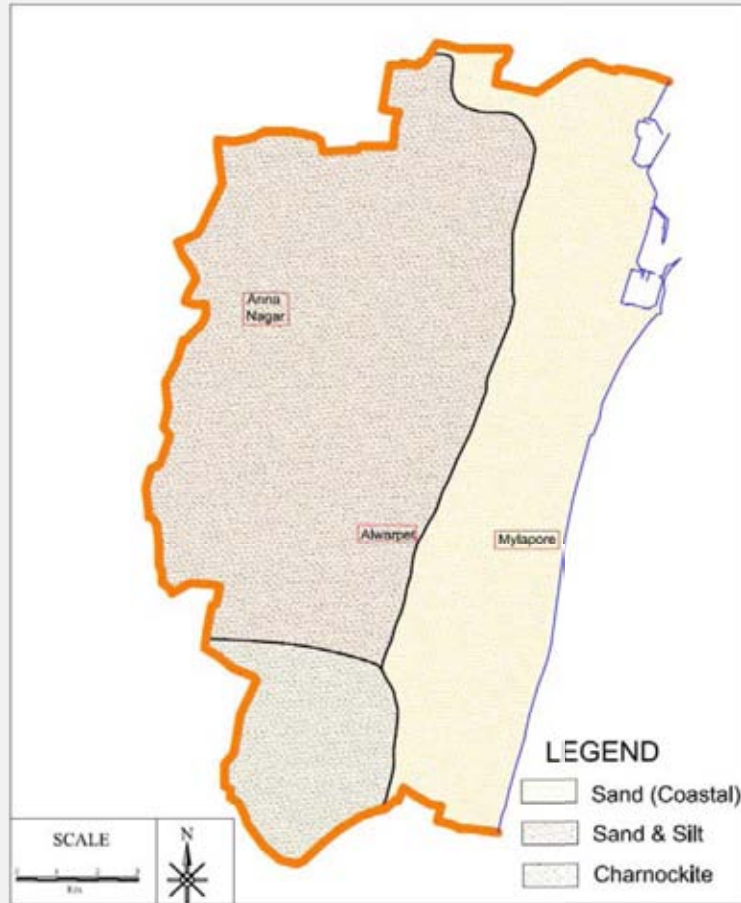 Anna
Nagar
Alwarpet
Mylapore
LEGEND
Sand (Coastal)
Sand & Silt
Charnockite
SCALE
N